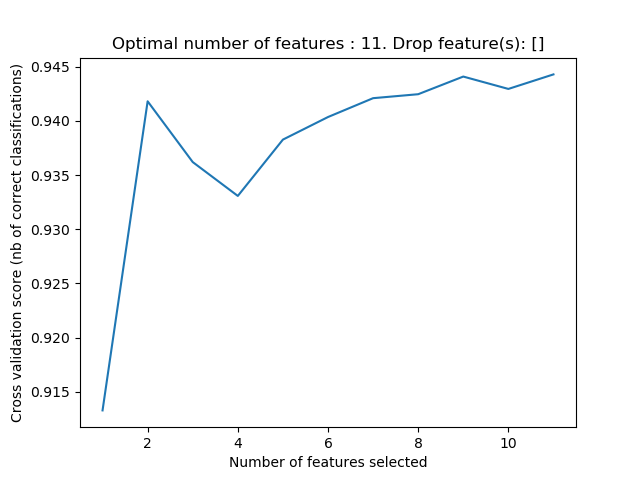 Optimal number of features : 11. Drop feature(s): []
Cross validation score (nb of correct classifications)
0.945
0.940
0.935
0.930
0.925
0.920
0.915
2 4 6 8 10
Number of features selected